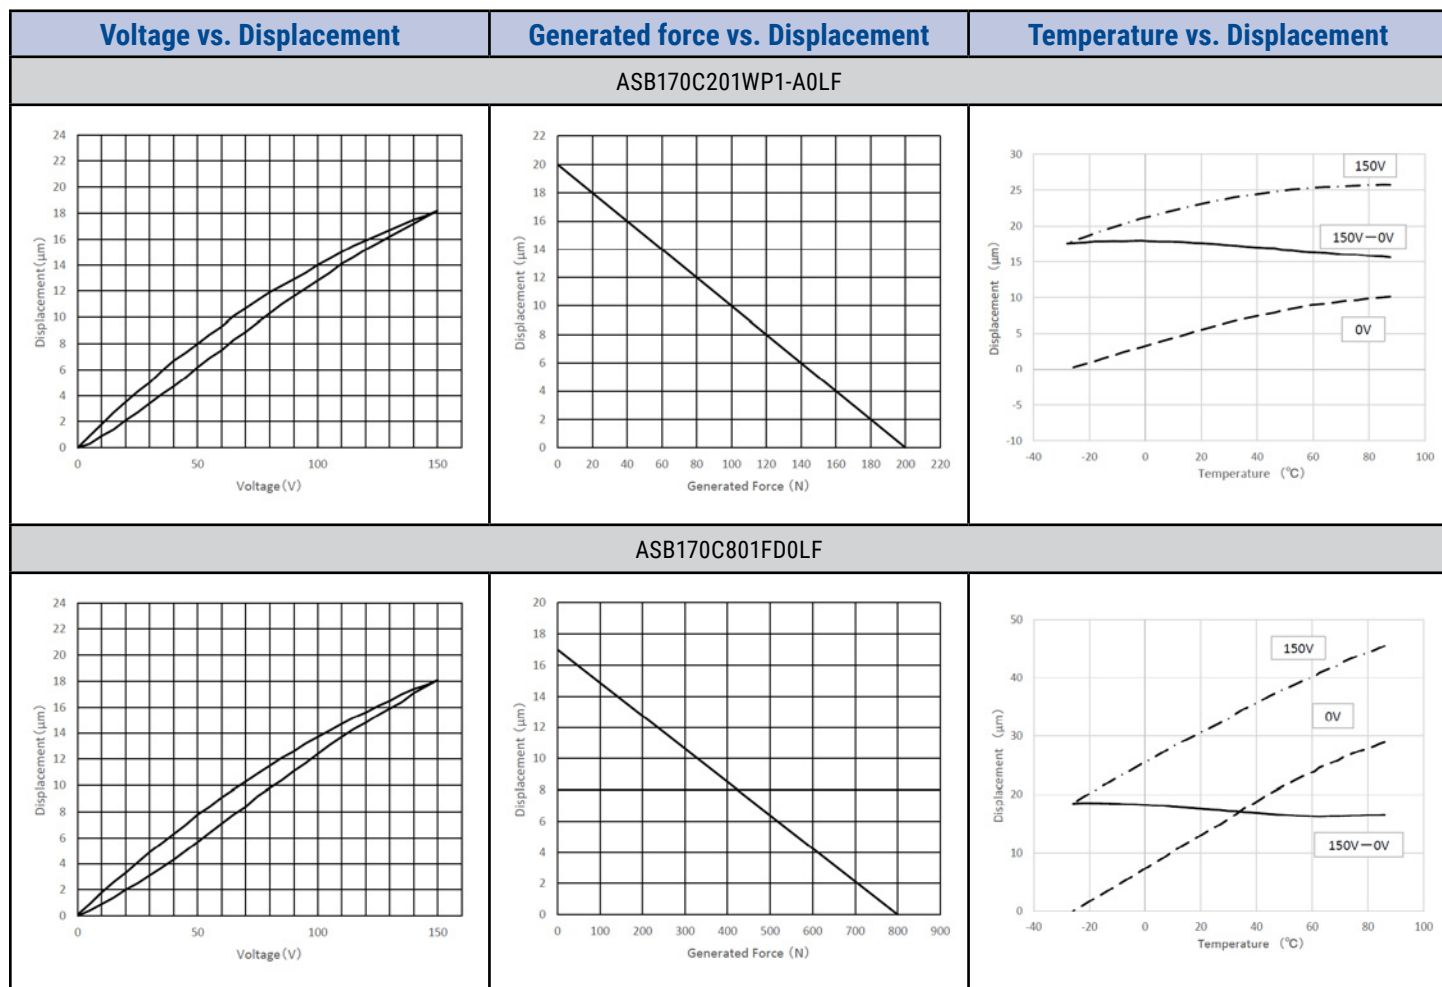 Voltage vs. Displacement
Generated force vs. Displacement
Temperature vs. Displacement
ASB170C201WP1-A0LF
24
22
20
18
16
14
12
10
8
6
4
2
0
Displacement(μm)
0 50 100 150
Voltage(V)
22
20
18
16
14
12
10
8
6
4
2
0
Displacement(μm)
0 20 40 60 80 100 120 140 160 180 200 220
Generated Force (N)
30
25
20
15
10
5
0
-5
-10
Displacement (μm)
150V
150V－0V
0V
-40 -20 0 20 40 60 80 100
Temperature (℃)
ASB170C801FD0LF
24
22
20
18
16
14
12
10
8
6
4
2
0
Displacement(μm)
0 50 100 150
Voltage(V)
20
18
16
14
12
10
8
6
4
2
0
Displacement(μm)
0 100 200 300 400 500 600 700 800 900
Generated Force (N)
50
40
30
20
10
0
Displacement (μm)
150V
0V
150V－0V
-40 -20 0 20 40 60 80 100
Temperature (℃)